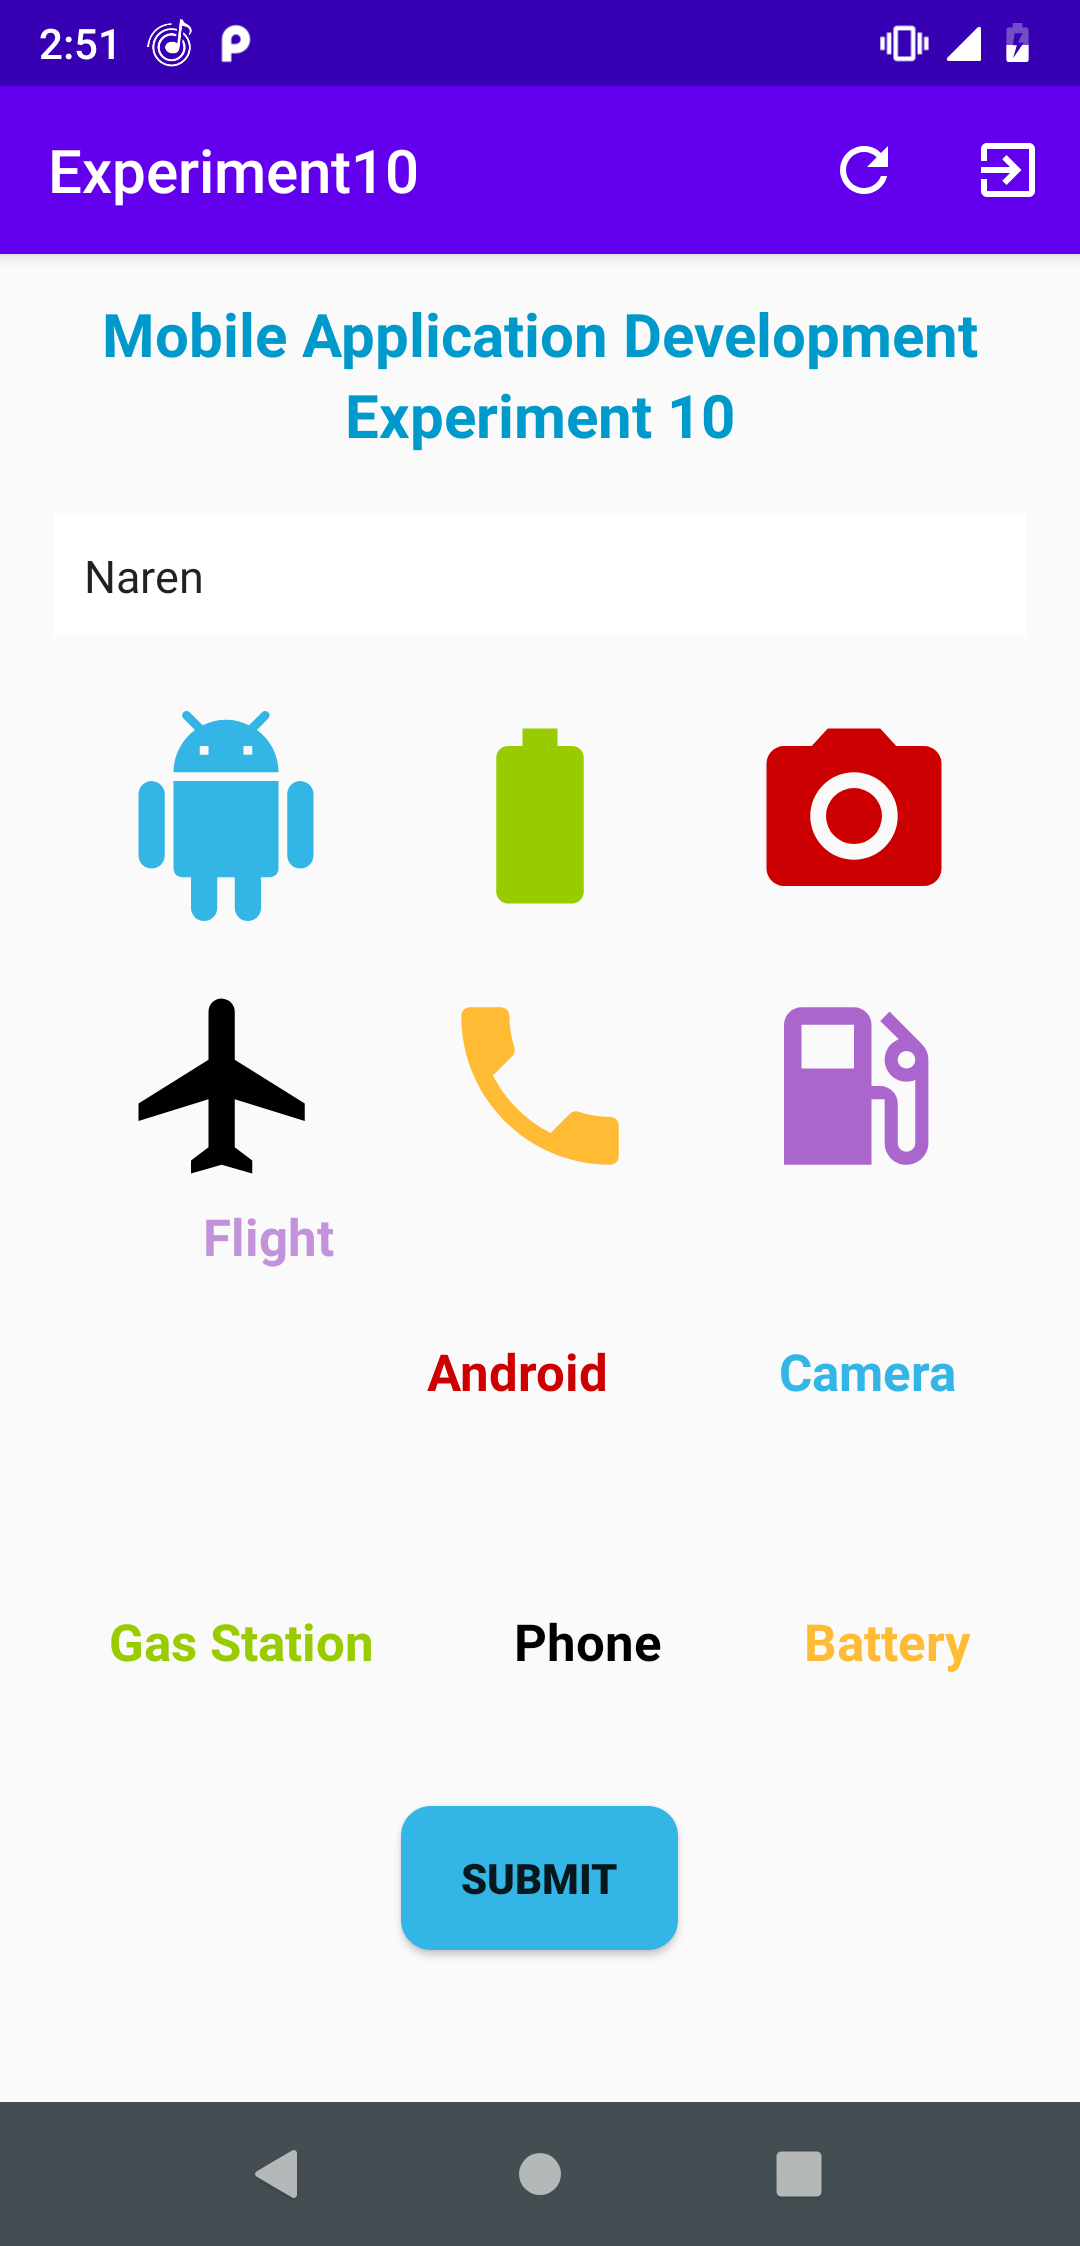 2:51
Experiment10
Mobile Application Development
Experiment 10
Naren
Flight
Android Camera
Gas Station Phone Battery
SUBMIT